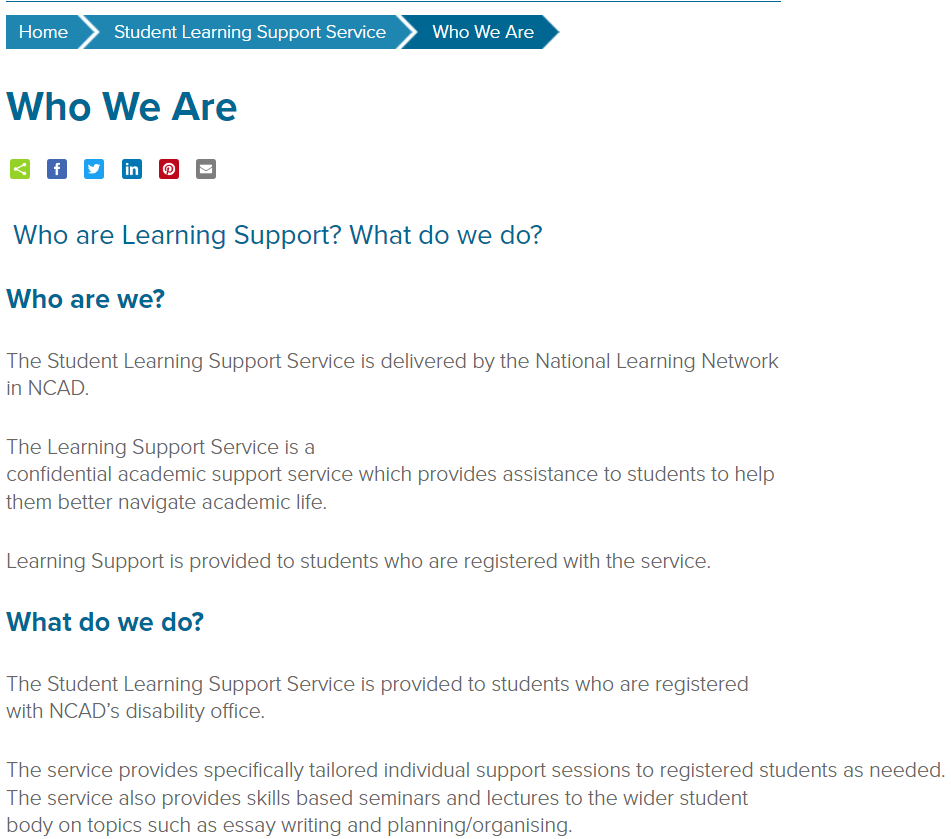 Home Student Learning Support Service Who We Are
Who We Are
Who are Learning Support? What do we do?
Who are we?
The Student Learning Support Service is delivered by the National Learning Network
in NCAD.
The Learning Support Service is a
confidential academic support service which provides assistance to students to help
them better navigate academic life.
Learning Support is provided to students who are registered with the service.
What do we do?
The Student Learning Support Service is provided to students who are registered
with NCAD's disability office.
The service provides specifically tailored individual support sessions to registered students as needed.
The service also provides skills based seminars and lectures to the wider student
body on topics such as essay writing and planning/organising.